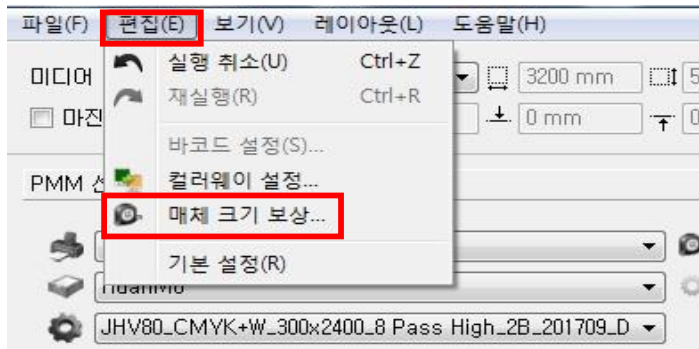 파일(F) 편집(E) 보기(V) 레이아웃(L) 도움말(H)
실행 취소(U) Ctrl+Z
미디어 3200 mm 5
재실행(R) Ctrl+R
마진 0 mm 0
바코드 설정(S)...
PMM 컬러웨이 설정...
매체 크기 보상...
기본 설정(R)
JHV80_CMYK+W_300x2400_8 Pass High_2B_201709_D